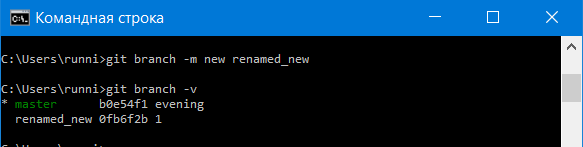 Командная строка
C:\Users\runni>git branch -m new renamed_new
C:\Users\runni>git branch -v
* master      b0e54f1 evening
  renamed_new 0fb6f2b 1